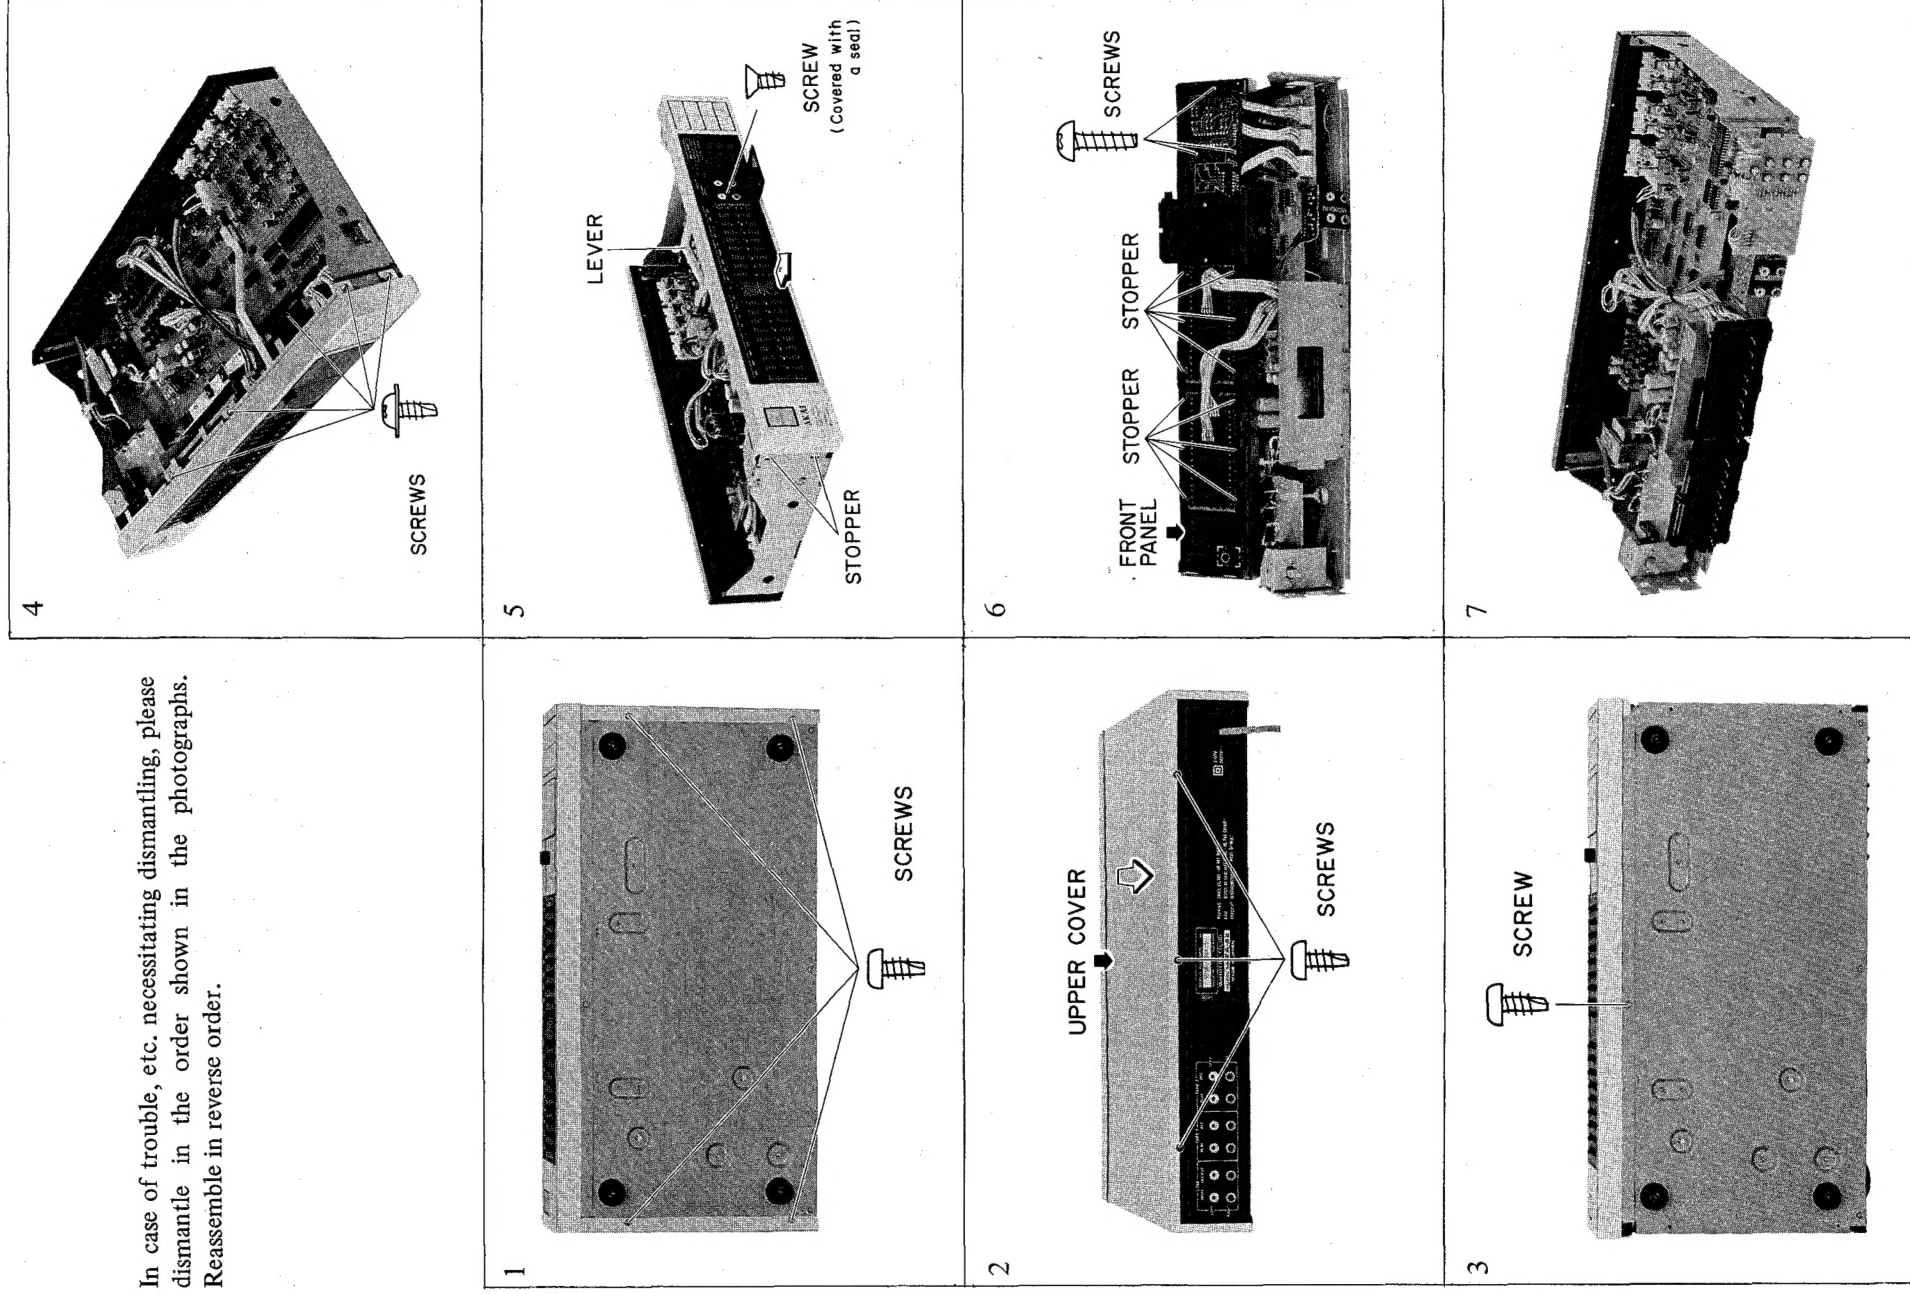 In case of trouble, etc. necessitating dismantling, please
dismantle in the order shown in the photographs.
Reassemble in reverse order.
1
SCREWS
2
UPPER COVER
SCREWS
3
SCREW
4
SCREWS
5
LEVER
SCREW
(Covered with
a seal)
STOPPER
AKAI
6
SCREWS
STOPPER
STOPPER
FRONT
PANEL
7